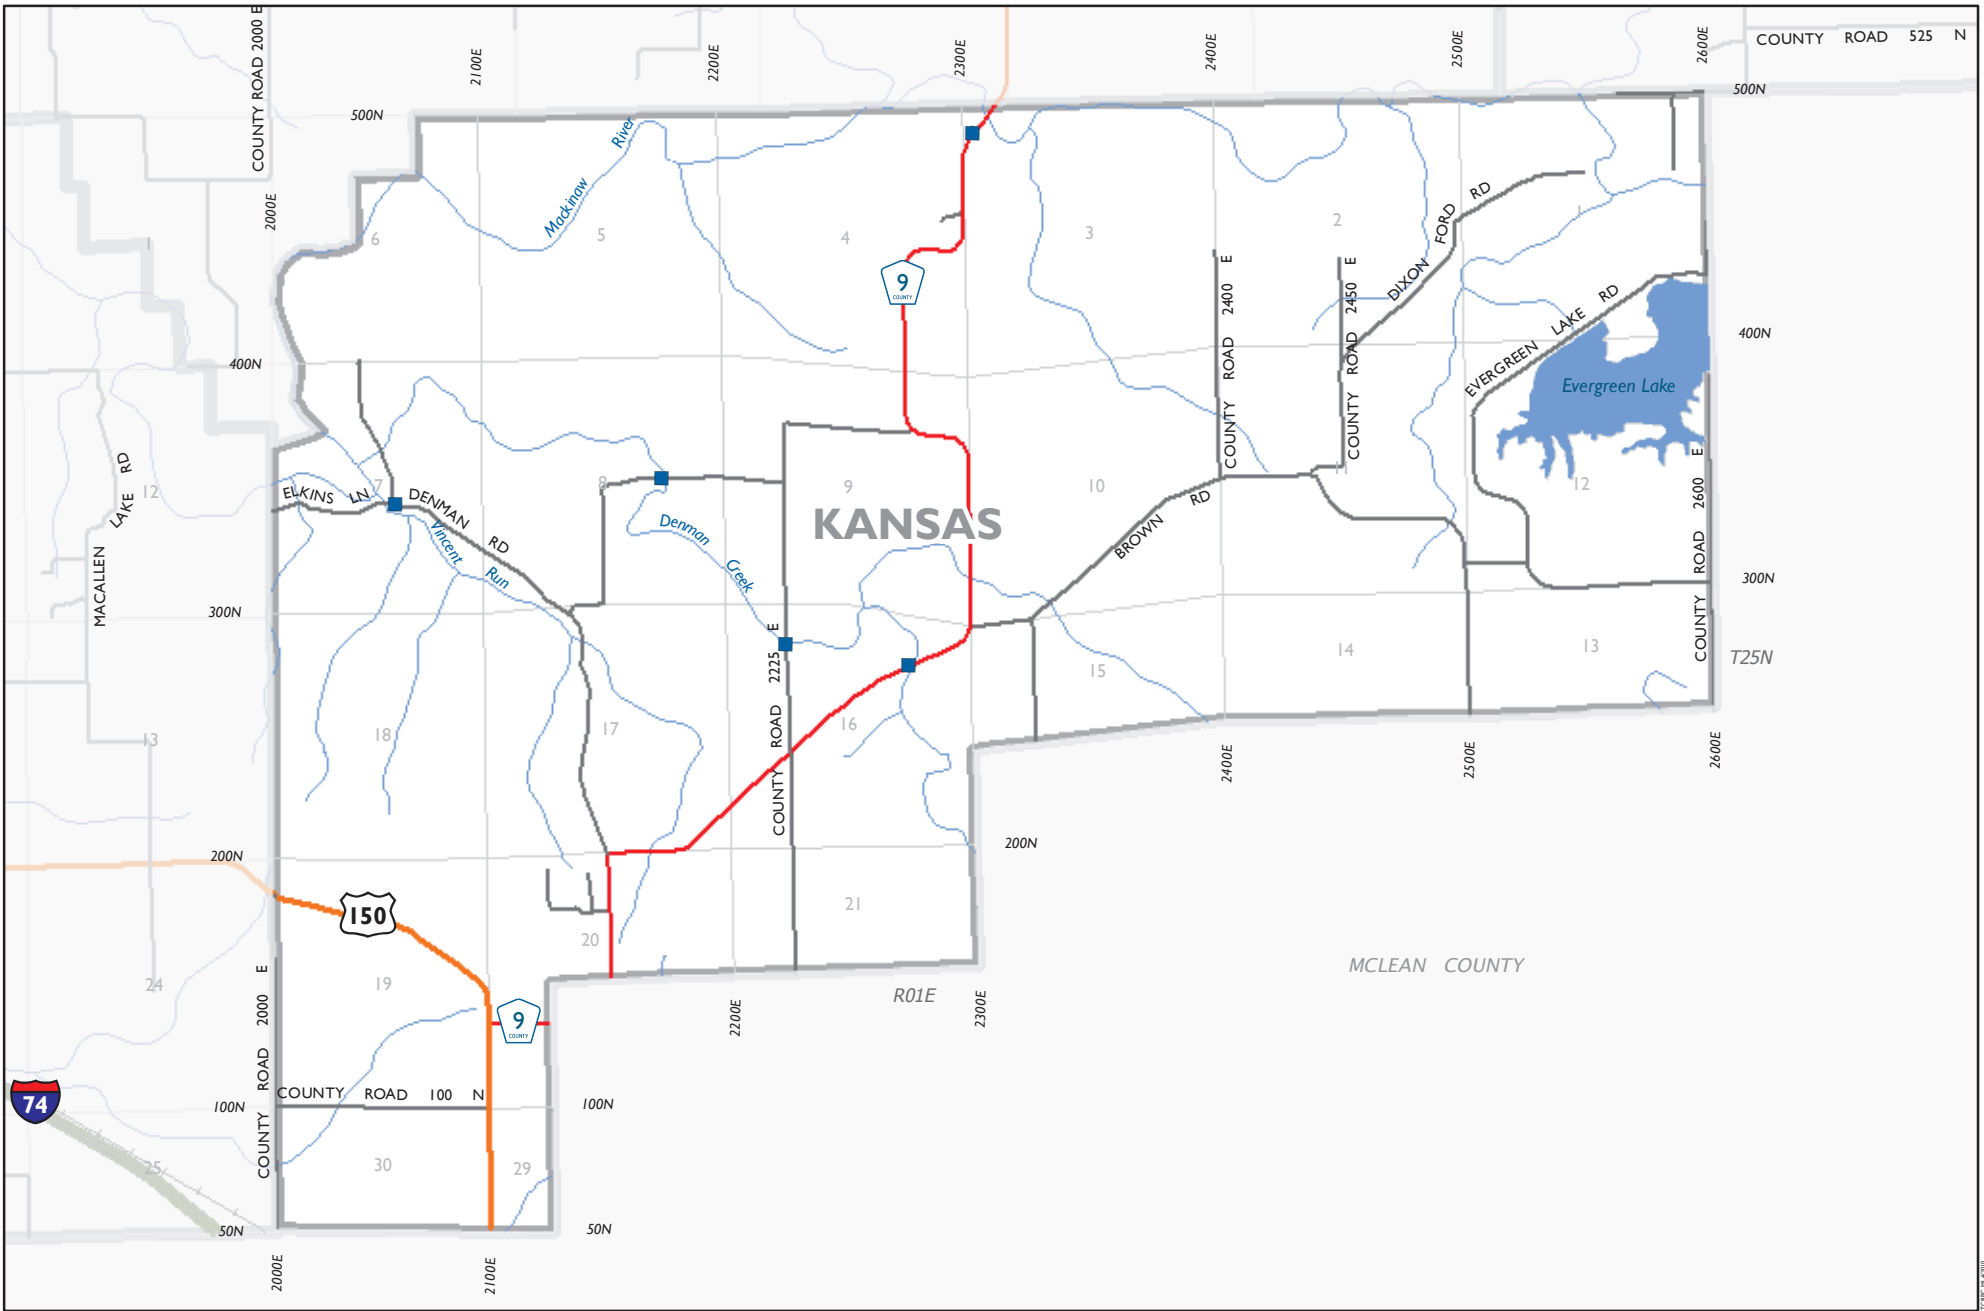 COUNTY ROAD 2000 E
2100E
2200E
2300E
2400E
2500E
2600E
COUNTY ROAD 525 N
500N
500N
2000E
Mackinaw River
6
5
4
3
2
1
1
9
COUNTY
2400 E
COUNTY ROAD
2450 E
COUNTY ROAD
DIXON FORD RD
EVERGREEN LAKE RD
Evergreen Lake
400N
400N
MACALLEN LAKE RD
12
7
8
9
10
11
12
ELKINS LN
DENMAN RD
Vincent Run
Denman Creek
KANSAS
BROWN RD
COUNTY ROAD 2600 E
300N
300N
13
18
17
16
15
14
13
T25N
COUNTY ROAD 2225 E
2400E
2500E
2600E
200N
200N
150
24
19
20
21
MCLEAN COUNTY
R01E
2200E
2300E
9
COUNTY
COUNTY ROAD 2000 E
74
COUNTY ROAD 100 N
100N
100N
25
30
29
50N
50N
2000E
2100E